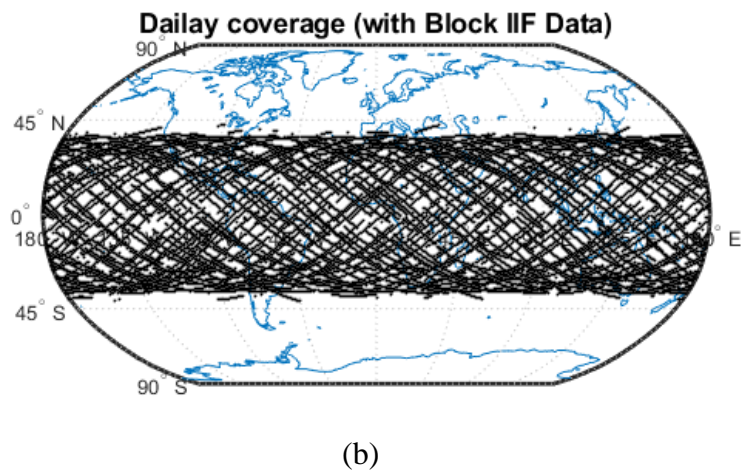 Dailay coverage (with Block IIF Data)
90° N
45° N
0°
180° E
45° S
90° S
(b)